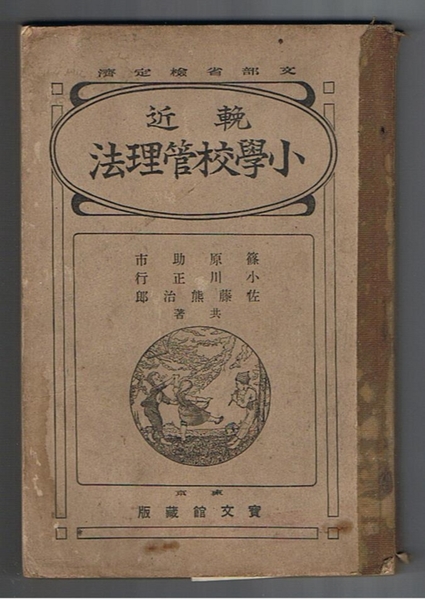 文部省検定濟
輓近
小學校管理法
篠原助市
小川正行
佐藤熊治郎
共著
東京
寶文館藏版